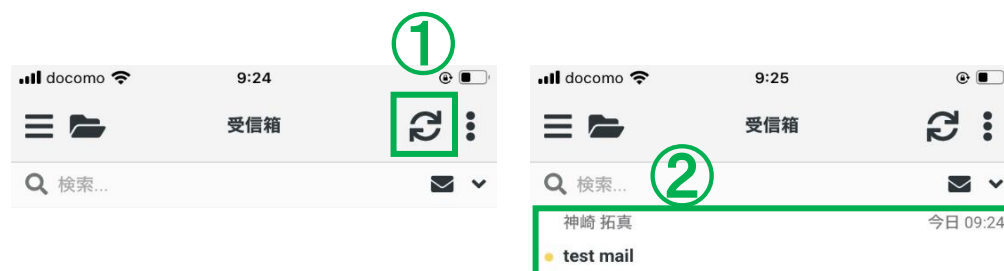 ①
docomo 9:24
受信箱
検索...
docomo 9:25
受信箱
②
検索...
神崎 拓真 今日 09:24
test mail